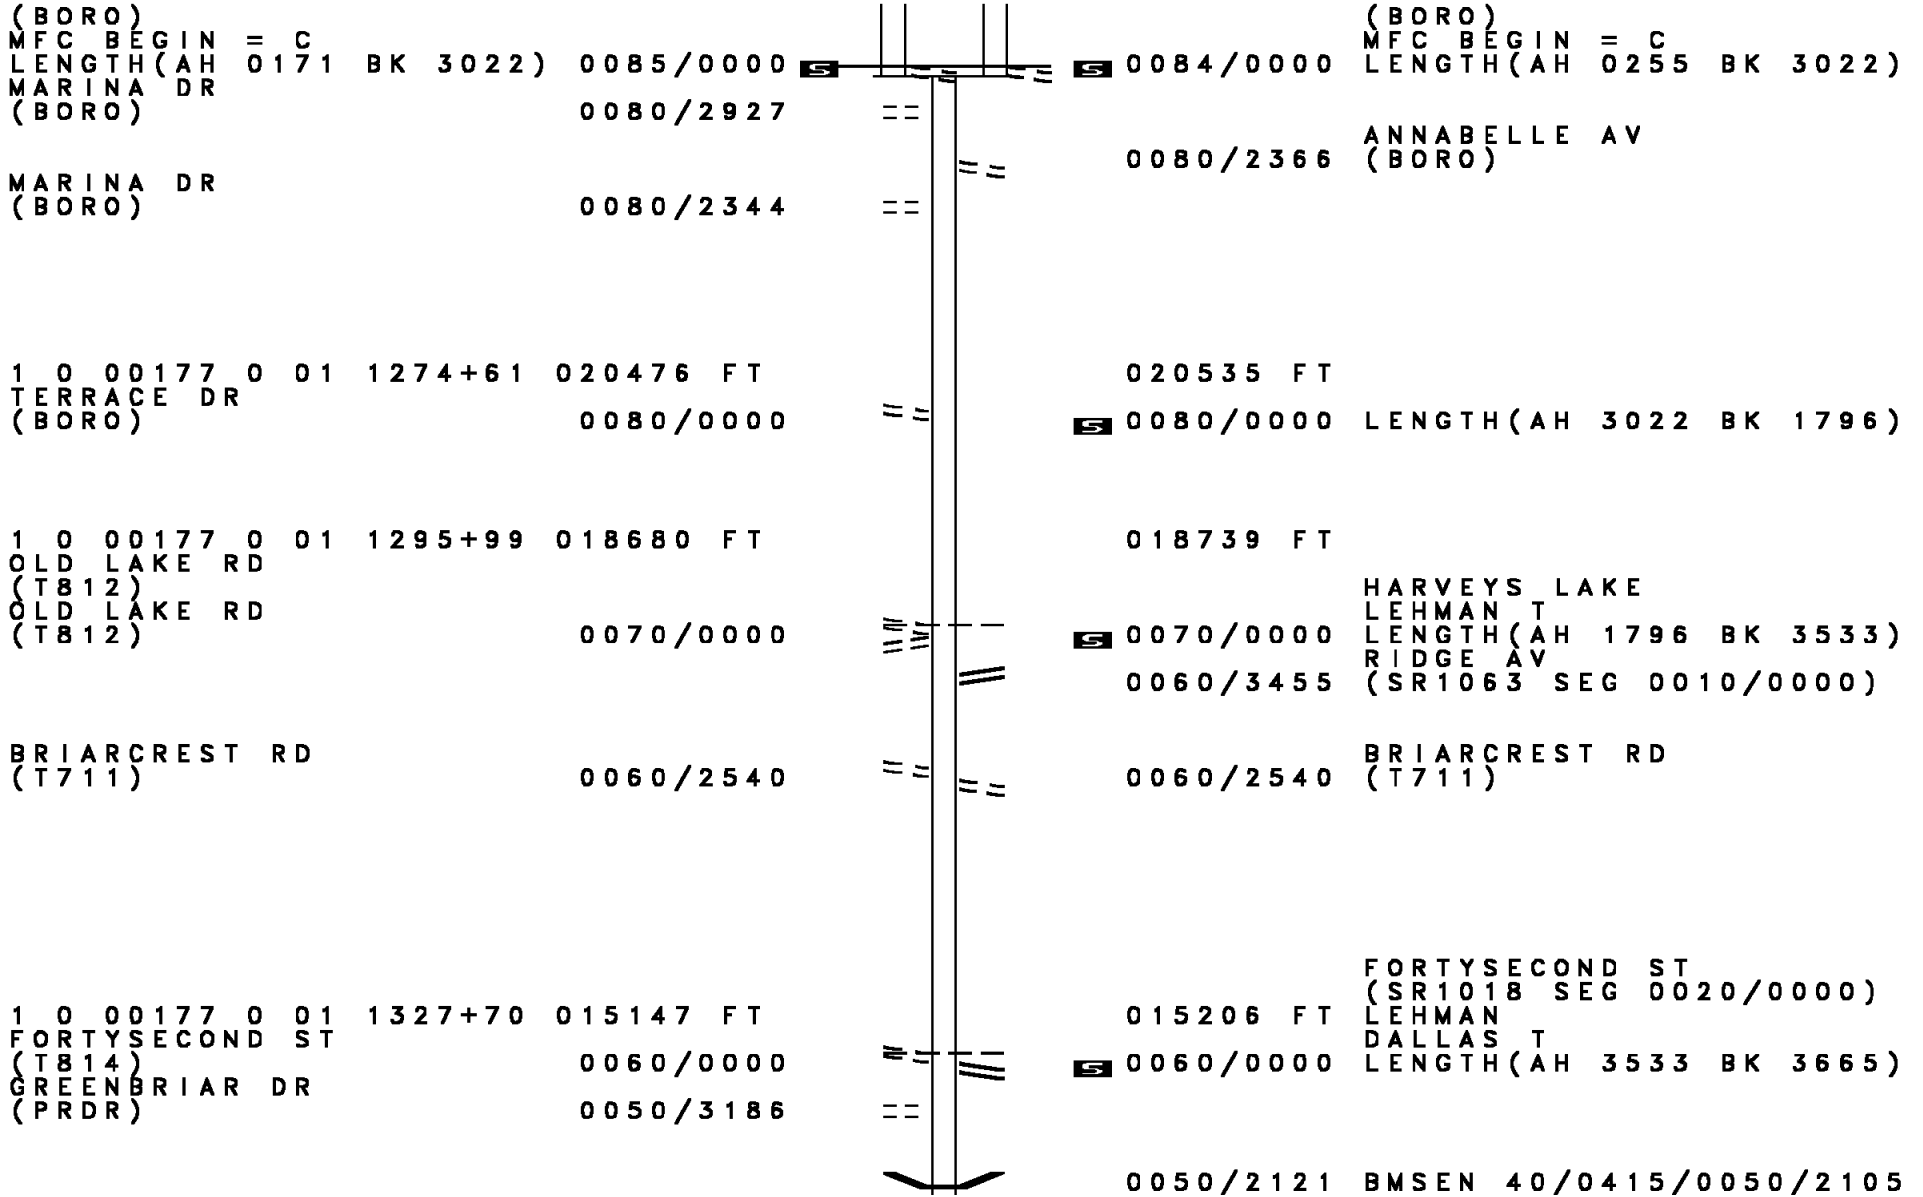 (BORO)
MFC BEGIN = C
LENGTH(AH 0171 BK 3022) 0085/0000 S
MARINA DR
(BORO) 0080/2927
MARINA DR
(BORO) 0080/2344
1 0 00177 0 01 1274+61 020476 FT
TERRACE DR
(BORO) 0080/0000
1 0 00177 0 01 1295+99 018680 FT
OLD LAKE RD
(T812)
OLD LAKE RD
(T812) 0070/0000
BRIARCREST RD
(T711) 0060/2540
1 0 00177 0 01 1327+70 015147 FT
FORTYSECOND ST
(T814) 0060/0000
GREENBRIAR DR
(PRDR) 0050/3186
(BORO)
MFC BEGIN = C
S 0084/0000 LENGTH(AH 0255 BK 3022)
ANNABELLE AV
0080/2366 (BORO)
020535 FT
S 0080/0000 LENGTH(AH 3022 BK 1796)
018739 FT
HARVEYS LAKE
LEHMAN T
S 0070/0000 LENGTH(AH 1796 BK 3533)
RIDGE AV
0060/3455 (SR1063 SEG 0010/0000)
BRIARCREST RD
0060/2540 (T711)
FORTYSECOND ST
(SR1018 SEG 0020/0000)
015206 FT LEHMAN
DALLAS T
S 0060/0000 LENGTH(AH 3533 BK 3665)
0050/2121 BMSEN 40/0415/0050/2105